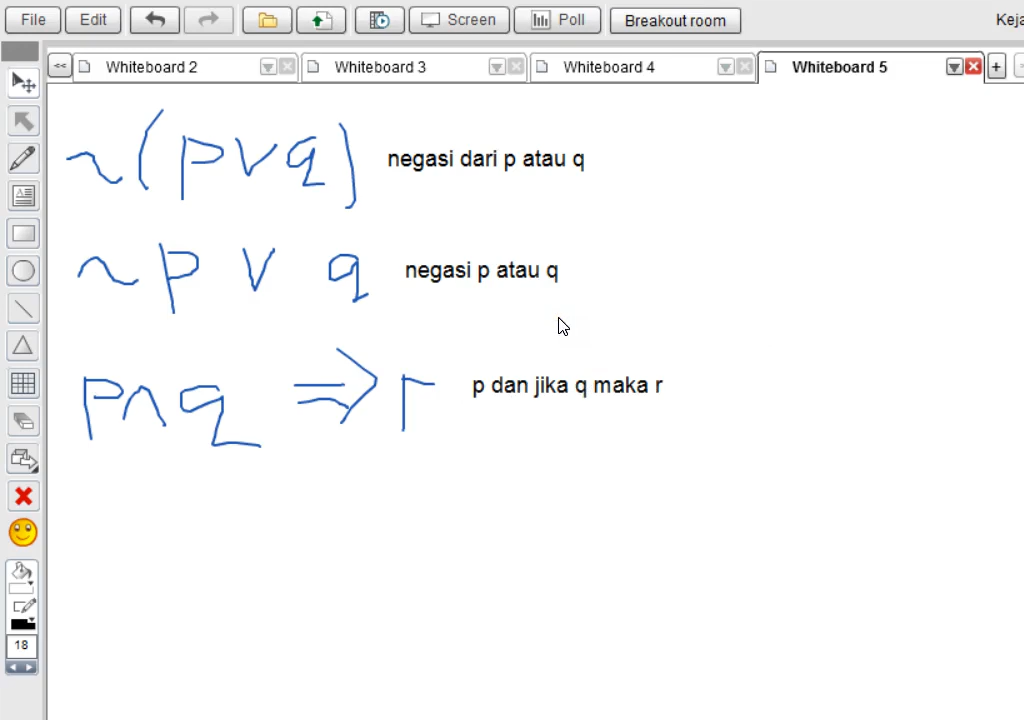 File Edit Screen Poll Breakout room Keja
<< Whiteboard 2 Whiteboard 3 Whiteboard 4 Whiteboard 5 +
~(p∨q) negasi dari p atau q
~p ∨ q negasi p atau q
p∧q ⇒ r p dan jika q maka r
18